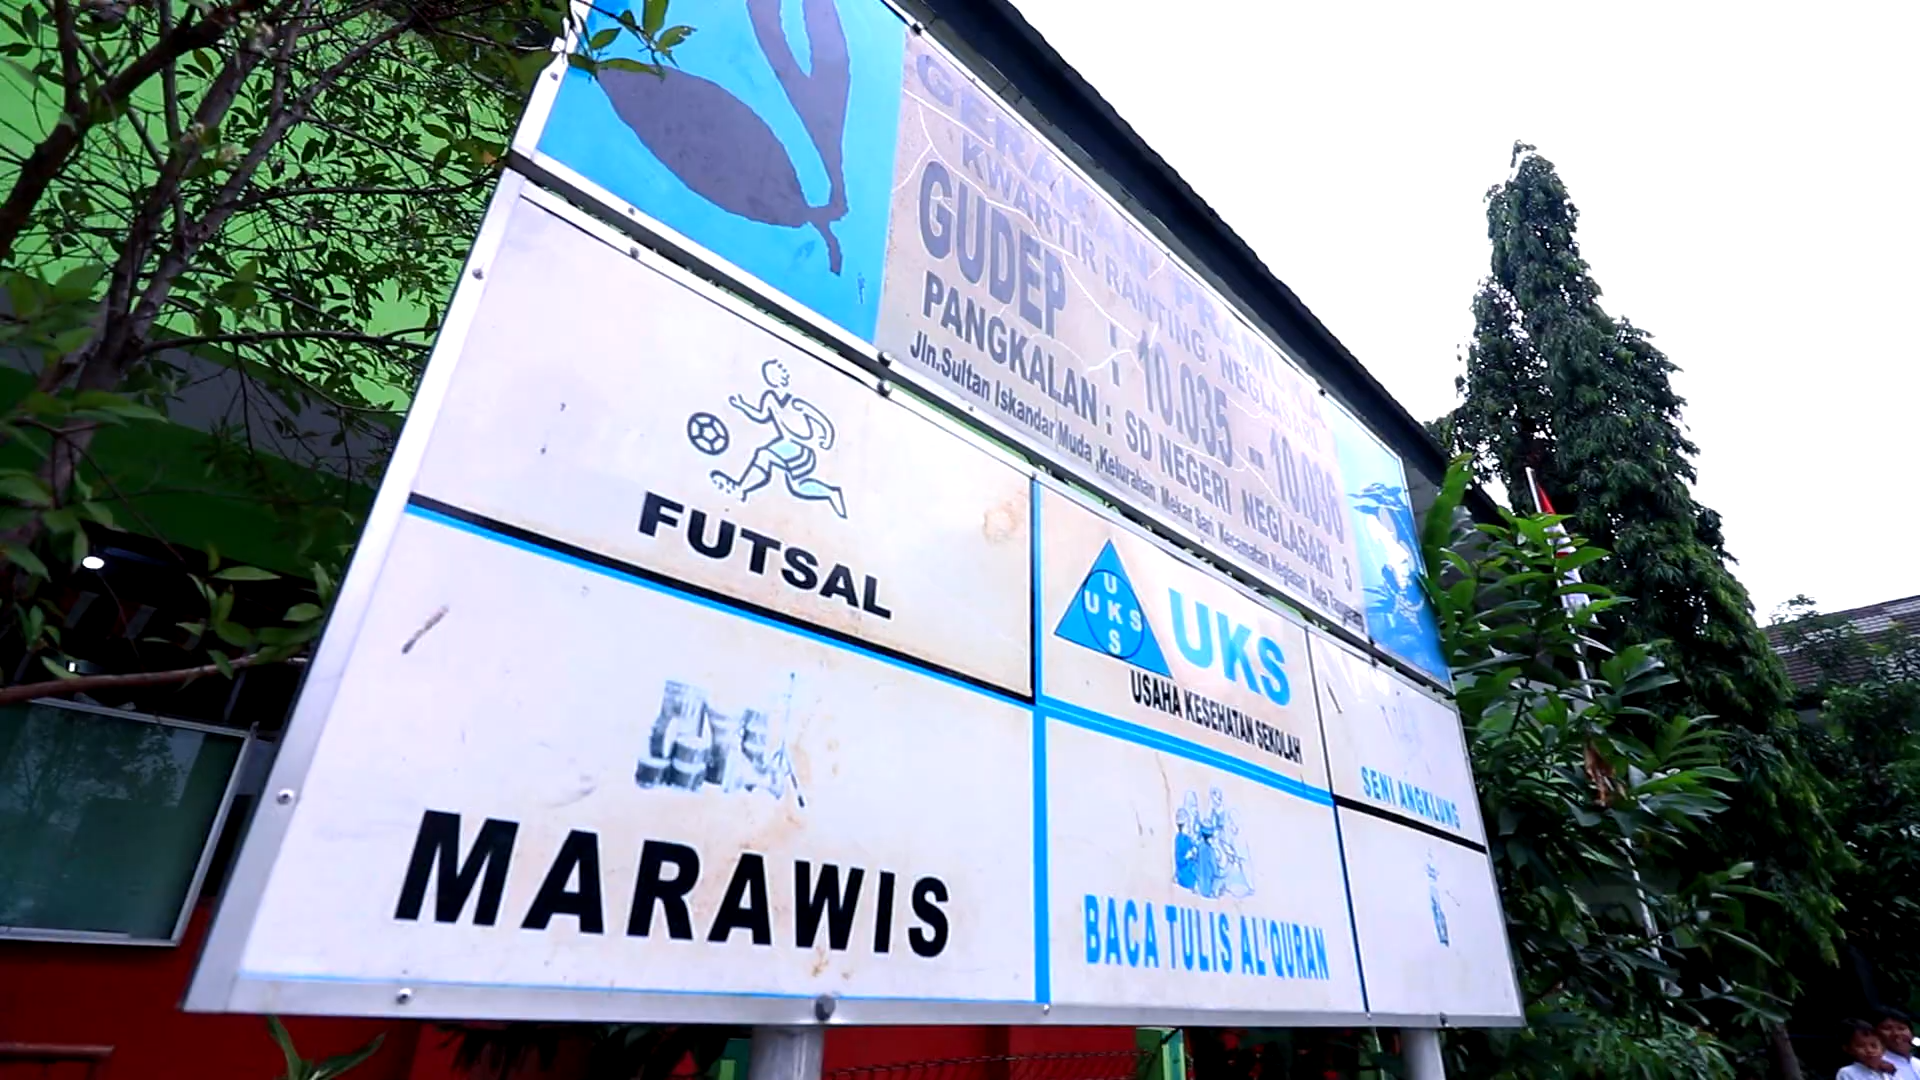 GERAKAN PRAMUKA
KWARTIR RANTING NEGLASARI
GUDEP : 10.035 - 10.036
PANGKALAN : SD NEGERI NEGLASARI 3
Jln.Sultan Iskandar Muda ,Kelurahan Mekar Sari Kecamatan Neglasari Kota Tangerang
FUTSAL
U
UKS
S
UKS
USAHA KESEHATAN SEKOLAH
SENI ANGKLUNG
MARAWIS
BACA TULIS AL'QURAN